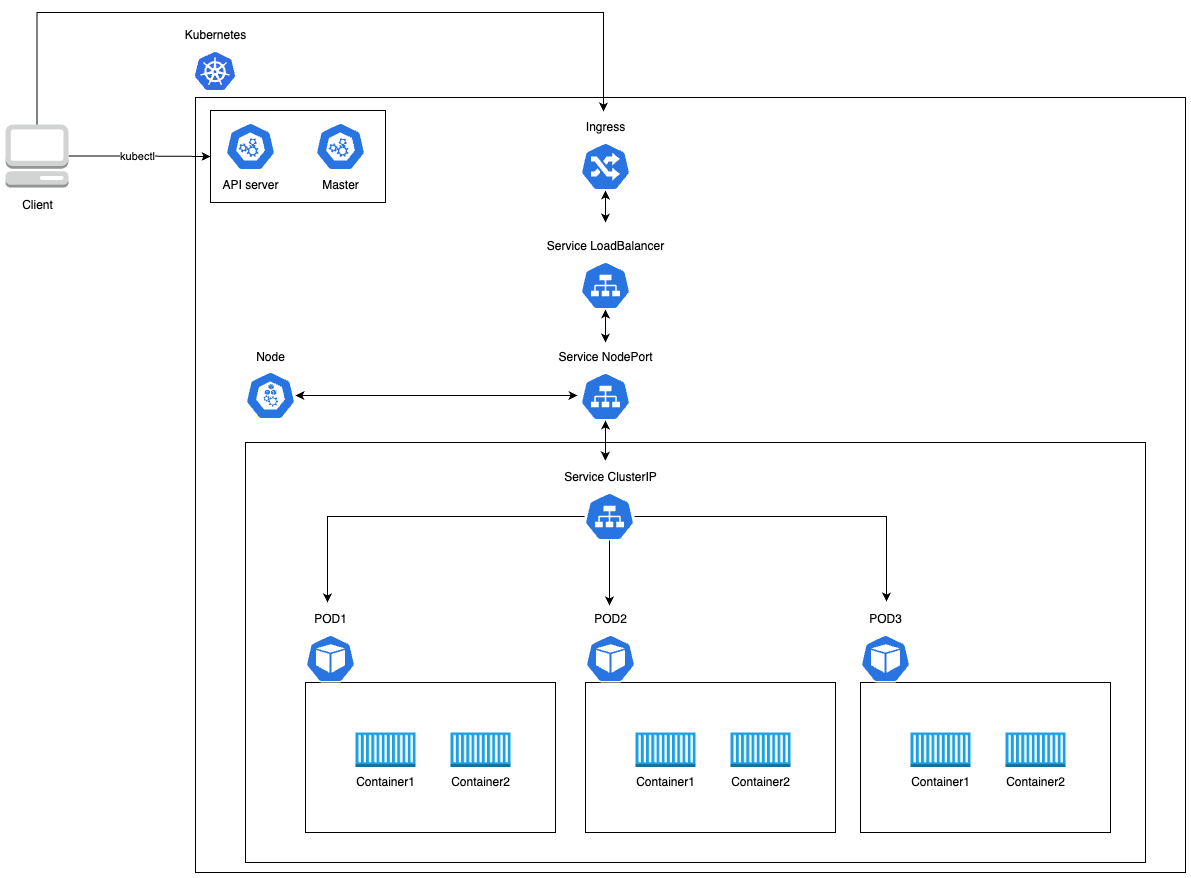 Kubernetes
Ingress
kubectl
API server
Master
Client
Service LoadBalancer
Node
Service NodePort
Service ClusterIP
POD1
POD2
POD3
Container1
Container2
Container1
Container2
Container1
Container2